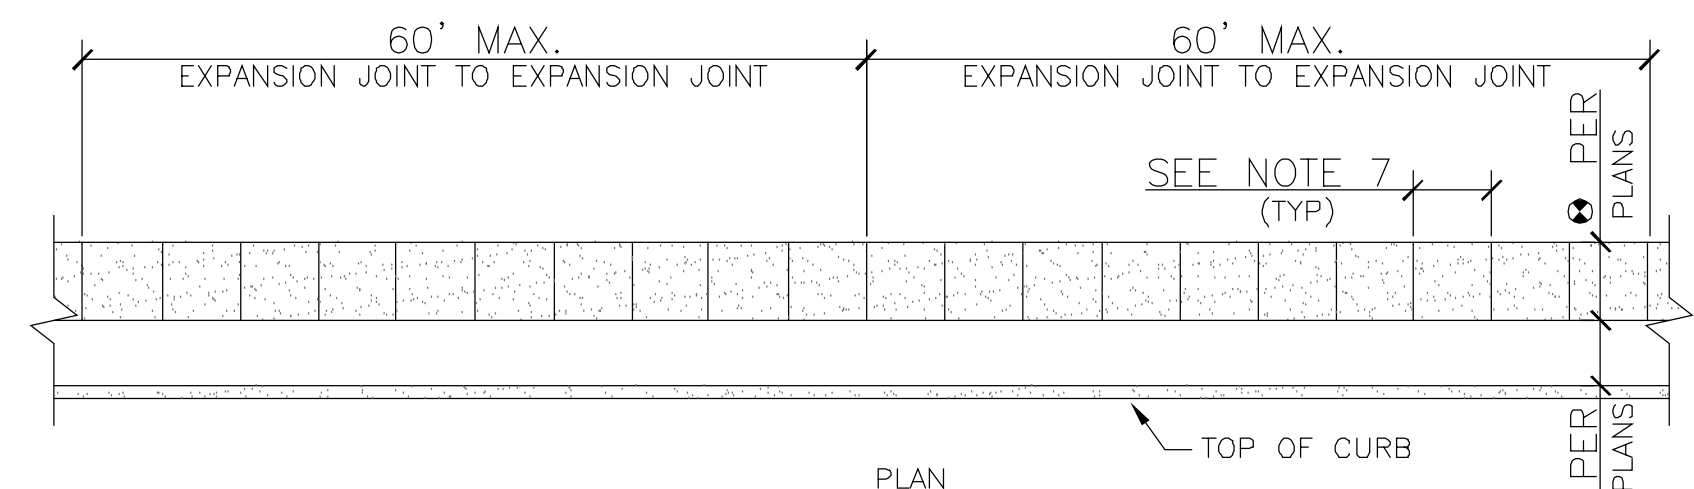 60' MAX.
EXPANSION JOINT TO EXPANSION JOINT
60' MAX.
EXPANSION JOINT TO EXPANSION JOINT
PER
PLANS
SEE NOTE 7
(TYP)
TOP OF CURB
PER
PLANS
PLAN